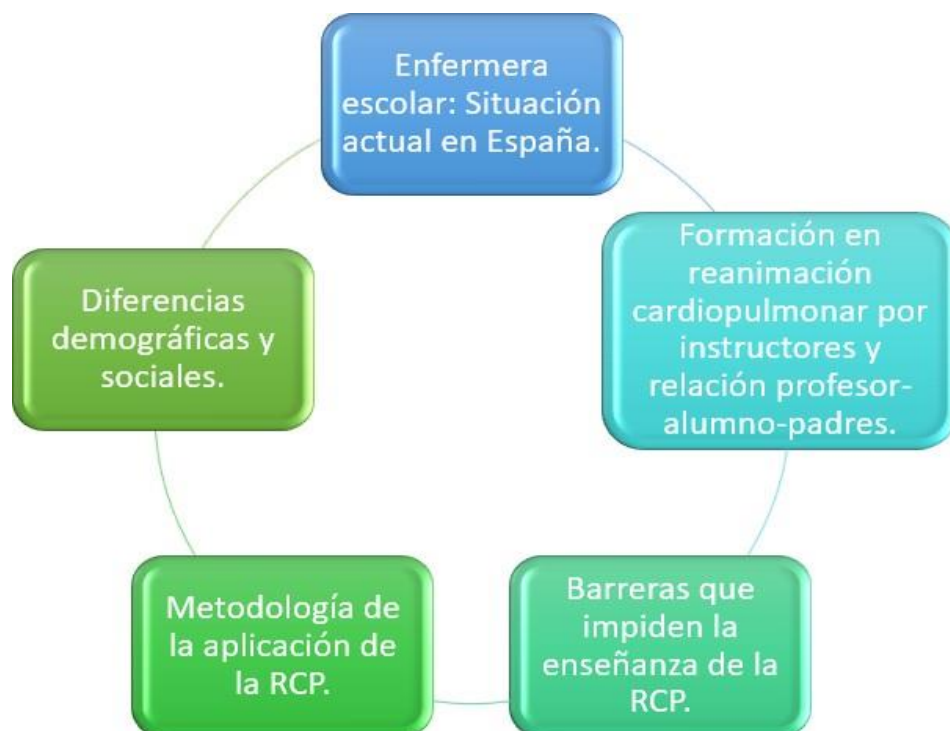 Enfermera
escolar: Situación
actual en España.
Formación en
reanimación
cardiopulmonar por
instructores y
relación profesor-
alumno-padres.
Barreras que
impiden la
enseñanza de la
RCP.
Metodología de
la aplicación de
la RCP.
Diferencias
demográficas y
sociales.